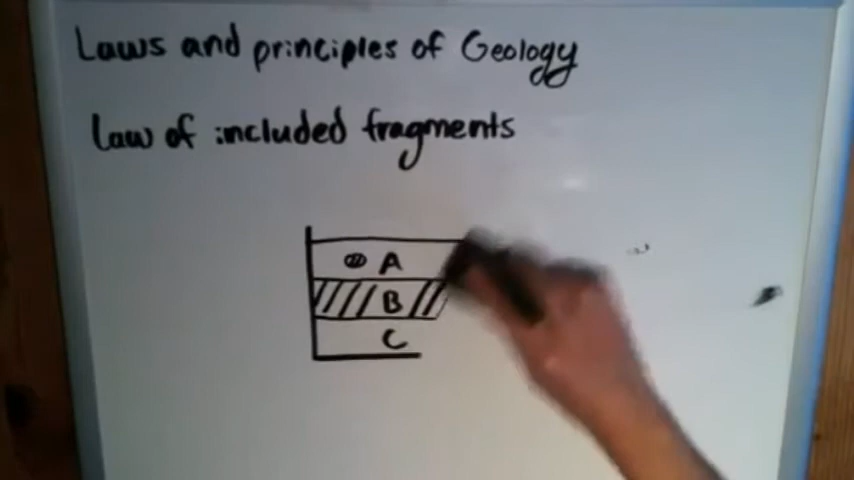 Laws and principles of Geology
law of included fragments
A
B
C